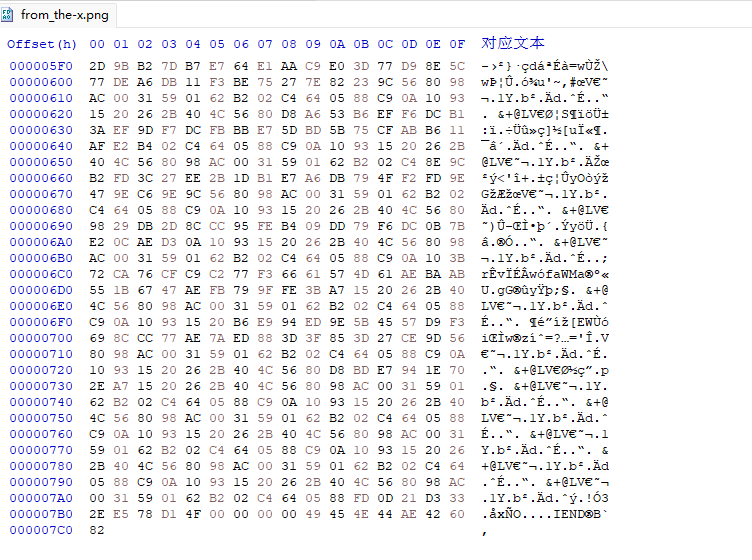 from_the-x.png
Offset(h) 00 01 02 03 04 05 06 07 08 09 0A 0B 0C 0D 0E 0F 对应文本
000005F0 2D 9B B2 7D B7 E7 64 E1 AA C9 E0 3D 77 D9 8E 5C -›²}·çdáªÉà=wÙŽ\
00000600 77 DE A6 DB 11 F3 BE 75 27 7E 82 23 9C 56 80 98 wÞ¦Û.ó¾u'~‚#œV€˜
00000610 AC 00 31 59 01 62 B2 02 C4 64 05 88 C9 0A 10 93 ¬.1Y.b².Äd.ˆÉ..“
00000620 15 20 26 2B 40 4C 56 80 D8 A6 53 B6 EF F6 DC B1 . &+@LV€Ø¦S¶ïöÜ±
00000630 3A EF 9D F7 DC FB BB E7 5D BD 5B 75 CF AB B6 11 :ï.÷Üû»ç]½[uÏ«¶.
00000640 AF E2 B4 02 C4 64 05 88 C9 0A 10 93 15 20 26 2B ¯â´.Äd.ˆÉ..“. &+
00000650 40 4C 56 80 98 AC 00 31 59 01 62 B2 02 C4 8E 9C @LV€˜¬.1Y.b².ÄŽœ
00000660 B2 FD 3C 27 EE 2B 1D B1 E7 A6 DB 79 4F F2 FD 9E ²ý<'î+.±ç¦ÛyOòýž
00000670 47 9E C6 9E 9C 56 80 98 AC 00 31 59 01 62 B2 02 GžÆžœV€˜¬.1Y.b².
00000680 C4 64 05 88 C9 0A 10 93 15 20 26 2B 40 4C 56 80 Äd.ˆÉ..“. &+@LV€
00000690 98 29 DB 2D 8C CC 95 FE B4 09 DD 79 F6 DC 0B 7B ˜)Û-ŒÌ•þ´.ÝyöÜ.{
000006A0 E2 0C AE D3 0A 10 93 15 20 26 2B 40 4C 56 80 98 â.®Ó..“. &+@LV€˜
000006B0 AC 00 31 59 01 62 B2 02 C4 64 05 88 C9 0A 10 3B ¬.1Y.b².Äd.ˆÉ..;
000006C0 72 CA 76 CF C9 C2 77 F3 66 61 57 4D 61 AE BA AB rÊvÏÉÂwófaWMa®º«
000006D0 55 1B 67 47 AE FB 79 9F FE 3B A7 15 20 26 2B 40 U.gG®ûyŸþ;§. &+@
000006E0 4C 56 80 98 AC 00 31 59 01 62 B2 02 C4 64 05 88 LV€˜¬.1Y.b².Äd.ˆ
000006F0 C9 0A 10 93 15 20 B6 E9 94 ED 9E 5B 45 57 D9 F3 É..“. ¶é”íž[EWÙó
00000700 69 8C CC 77 AE 7A ED 88 3D 3F 85 3D 27 CE 9D 56 iŒÌw®zíˆ=?…='Î.V
00000710 80 98 AC 00 31 59 01 62 B2 02 C4 64 05 88 C9 0A €˜¬.1Y.b².Äd.ˆÉ.
00000720 10 93 15 20 26 2B 40 4C 56 80 D8 BD E7 94 1E 70 .“. &+@LV€Ø½ç”.p
00000730 2E A7 15 20 26 2B 40 4C 56 80 98 AC 00 31 59 01 .§. &+@LV€˜¬.1Y.
00000740 62 B2 02 C4 64 05 88 C9 0A 10 93 15 20 26 2B 40 b².Äd.ˆÉ..“. &+@
00000750 4C 56 80 98 AC 00 31 59 01 62 B2 02 C4 64 05 88 LV€˜¬.1Y.b².Äd.ˆ
00000760 C9 0A 10 93 15 20 26 2B 40 4C 56 80 98 AC 00 31 É..“. &+@LV€˜¬.1
00000770 59 01 62 B2 02 C4 64 05 88 C9 0A 10 93 15 20 26 Y.b².Äd.ˆÉ..“. &
00000780 2B 40 4C 56 80 98 AC 00 31 59 01 62 B2 02 C4 64 +@LV€˜¬.1Y.b².Äd
00000790 05 88 C9 0A 10 93 15 20 26 2B 40 4C 56 80 98 AC .ˆÉ..“. &+@LV€˜¬
000007A0 00 31 59 01 62 B2 02 C4 64 05 88 FD 0D 21 D3 33 .1Y.b².Äd.ˆý.!Ó3
000007B0 2E E5 78 D1 4F 00 00 00 00 49 45 4E 44 AE 42 60 .åxÑO....IEND®B`
000007C0 82 ‚